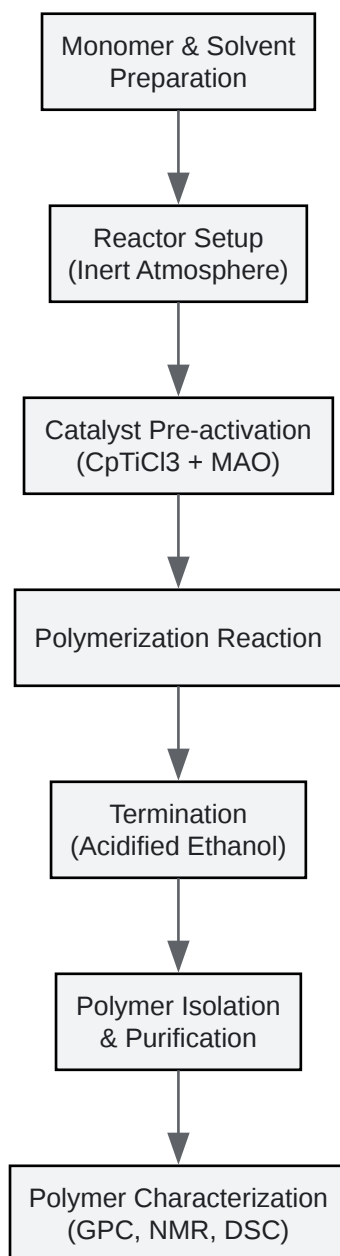 Monomer & Solvent
Preparation
Reactor Setup
(Inert Atmosphere)
Catalyst Pre-activation
(CpTiCl3 + MAO)
Polymerization Reaction
Termination
(Acidified Ethanol)
Polymer Isolation
& Purification
Polymer Characterization
(GPC, NMR, DSC)